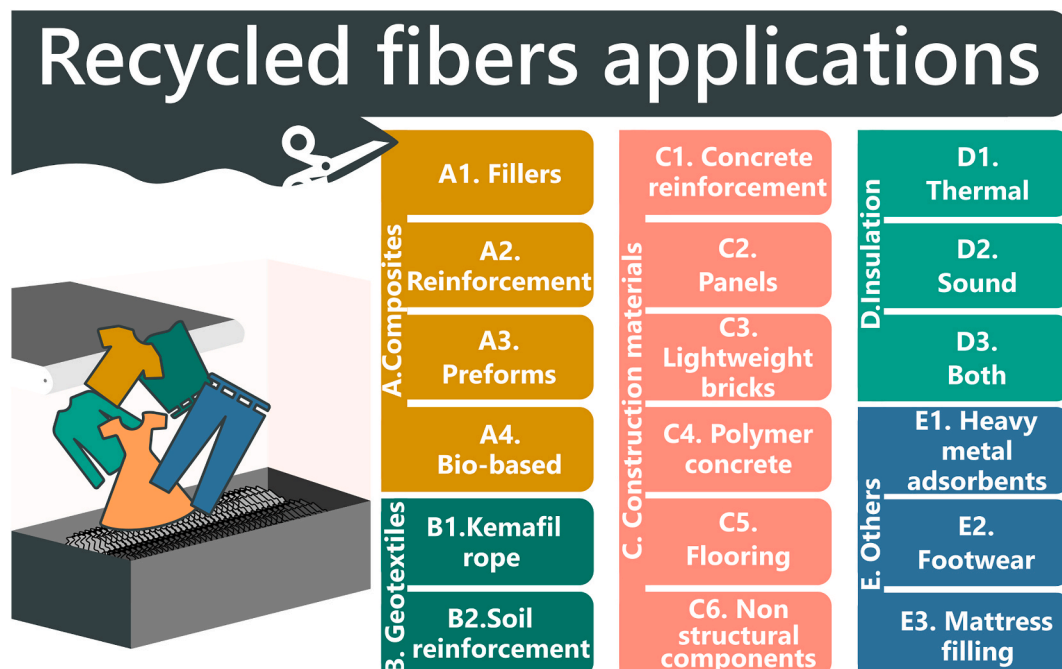 Recycled fibers applications
A.Composites
A1. Fillers
A2.
Reinforcement
A3.
Preforms
A4.
Bio-based
B. Geotextiles
B1.Kemafil
rope
B2.Soil
reinforcement
C. Construction materials
C1. Concrete
reinforcement
C2.
Panels
C3.
Lightweight
bricks
C4. Polymer
concrete
C5.
Flooring
C6. Non
structural
components
D.Insulation
D1.
Thermal
D2.
Sound
D3.
Both
E. Others
E1. Heavy
metal
adsorbents
E2.
Footwear
E3. Mattress
filling